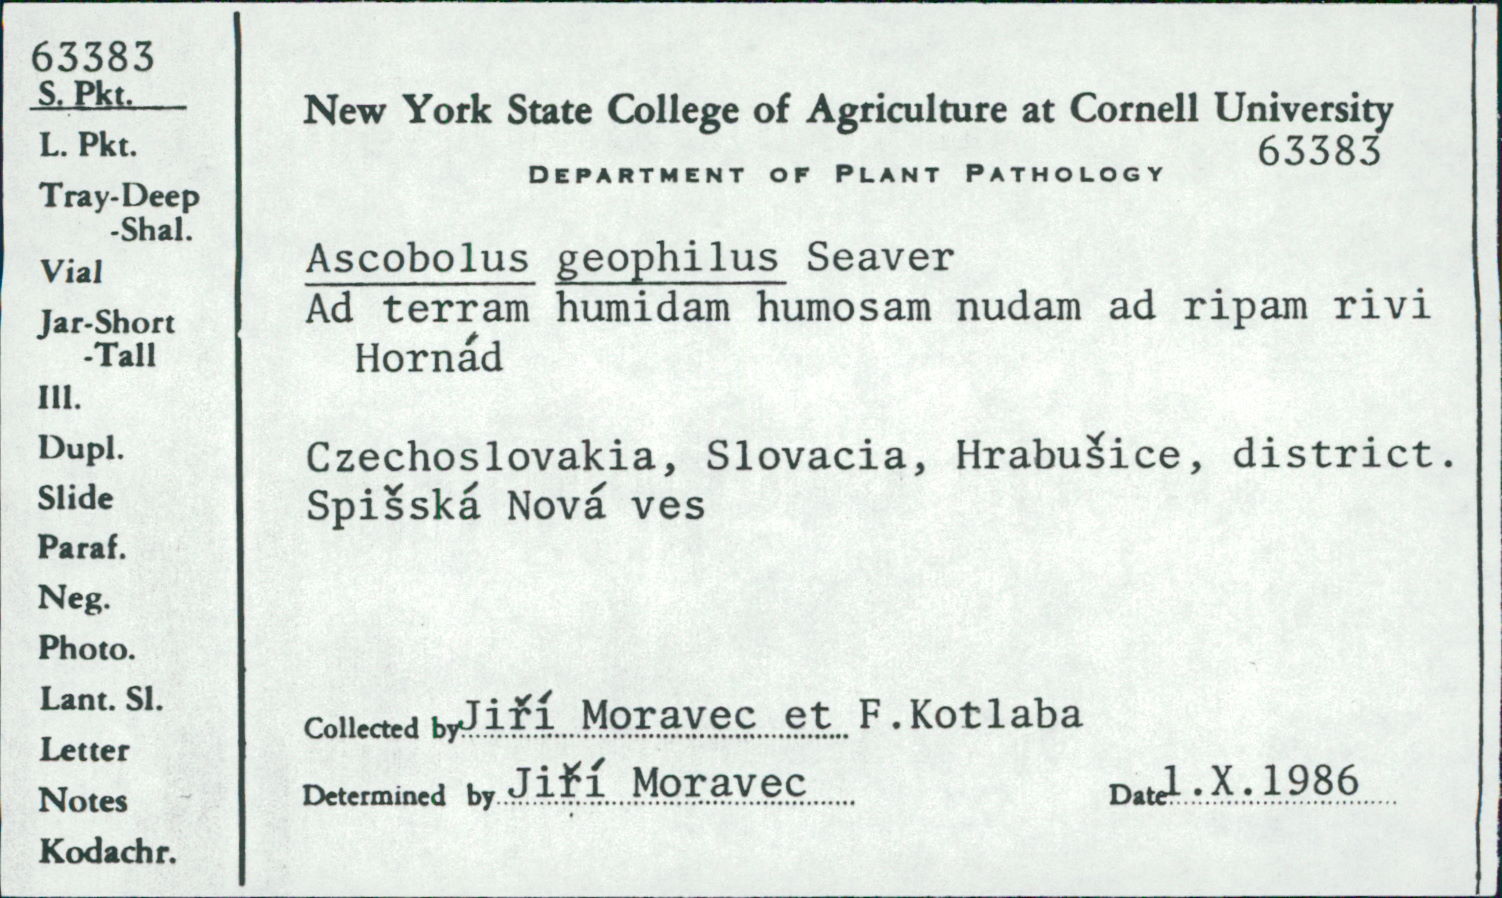 63383
S. Pkt.
L. Pkt.
Tray-Deep
-Shal.
Vial
Jar-Short
-Tall
Ill.
Dupl.
Slide
Paraf.
Neg.
Photo.
Lant. Sl.
Letter
Notes
Kodachr.
New York State College of Agriculture at Cornell University
63383
DEPARTMENT OF PLANT PATHOLOGY
Ascobolus geophilus Seaver
Ad terram humidam humosam nudam ad ripam rivi
Hornád
Czechoslovakia, Slovacia, Hrabušice, district.
Spišská Nová ves
Collected by Jiří Moravec et F.Kotlaba
Determined by Jiří Moravec Date 1.X.1986